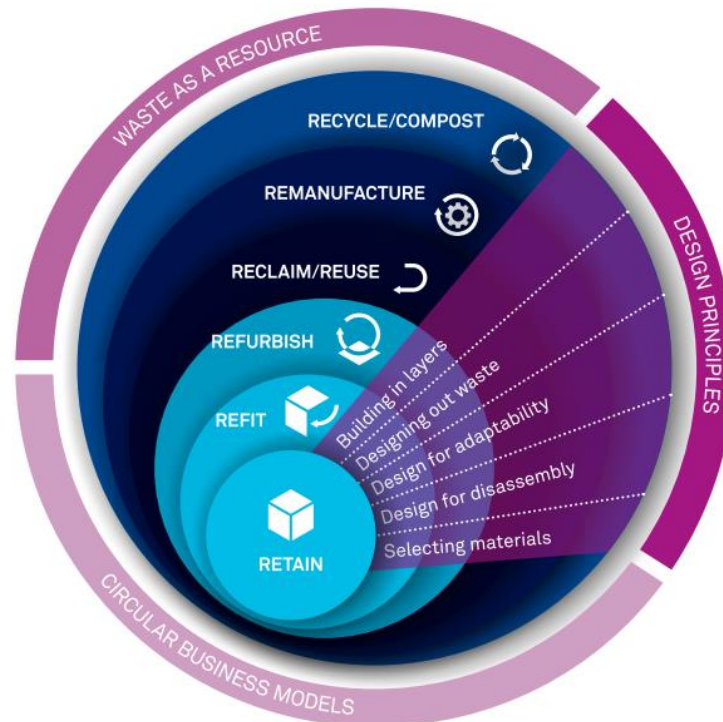 WASTE AS A RESOURCE
RECYCLE/COMPOST
REMANUFACTURE
RECLAIM/REUSE
REFURBISH
REFIT
RETAIN
Building in layers
Designing out waste
Design for adaptability
Design for disassembly
Selecting materials
DESIGN PRINCIPLES
CIRCULAR BUSINESS MODELS